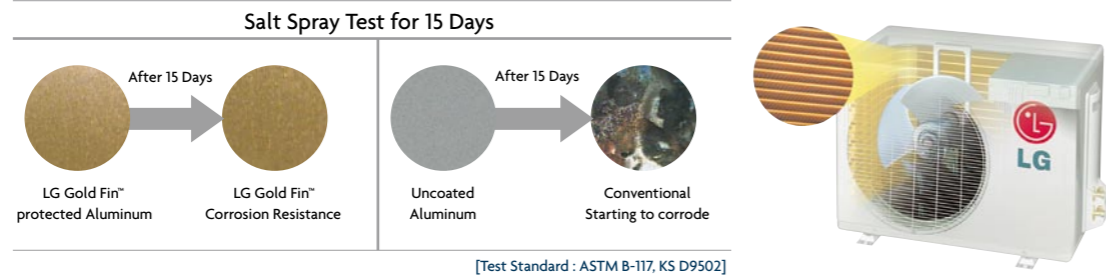 Salt Spray Test for 15 Days
After 15 Days
LG Gold Fin™
protected Aluminum
LG Gold Fin™
Corrosion Resistance
After 15 Days
Uncoated
Aluminum
Conventional
Starting to corrode
[Test Standard : ASTM B-117, KS D9502]
LG
LG